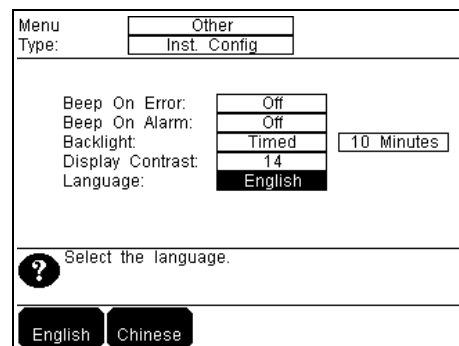 Menu Other
Type: Inst. Config
Beep On Error: Off
Beep On Alarm: Off
Backlight: Timed 10 Minutes
Display Contrast: 14
Language: English
? Select the language.
English Chinese